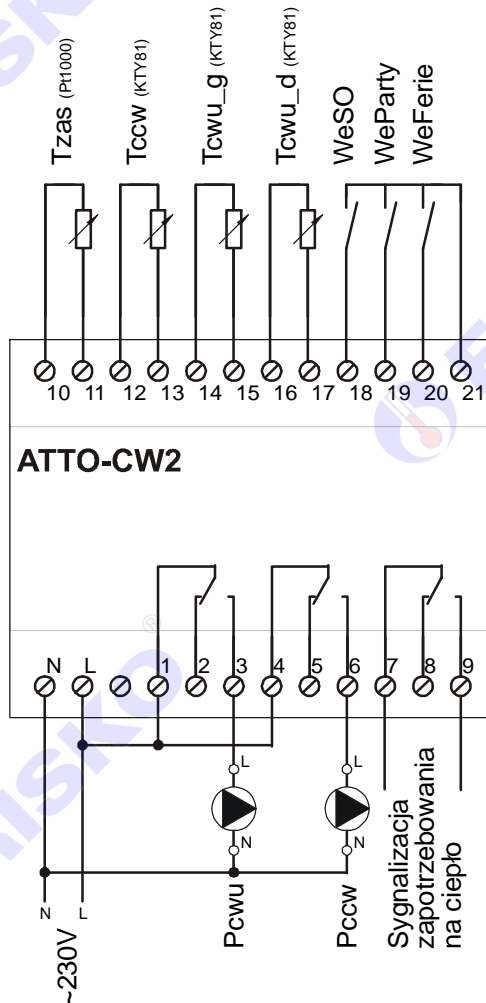 Tzas (Pt1000)
Tccw (KTY81)
Tcwu_g (KTY81)
Tcwu_d (KTY81)
WeSO
WeParty
WeFerie
10 11 12 13 14 15 16 17 18 19 20 21
ATTO-CW2
N L 1 2 3 4 5 6 7 8 9
L L
N N
N L
~230V
Pcwu
Pccw
Sygnalizacja
zapotrzebowania
na ciepło
®